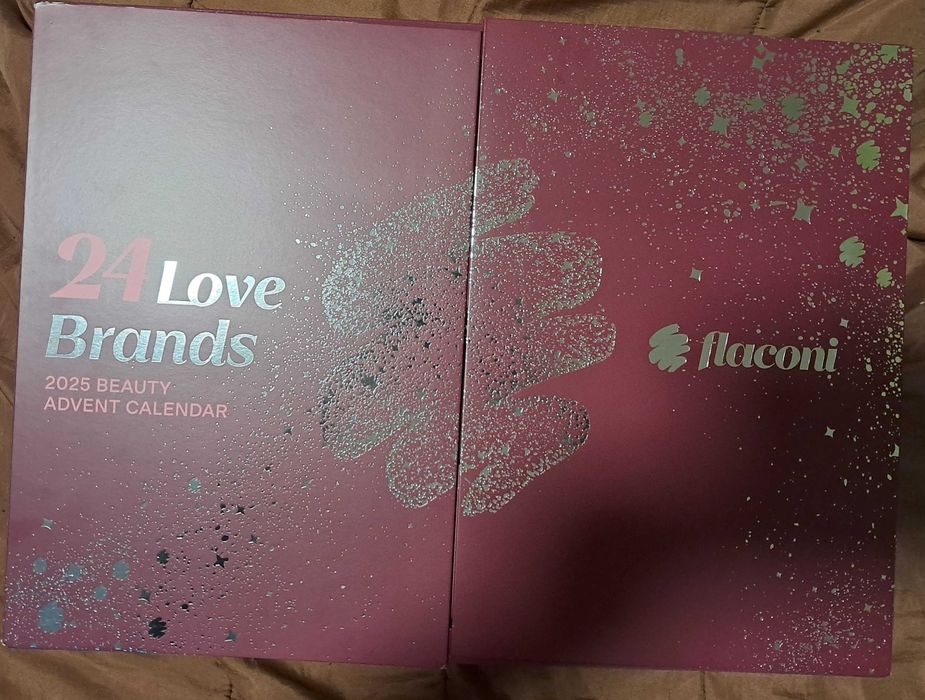 24 Love
Brands
2025 BEAUTY
ADVENT CALENDAR
flaconi